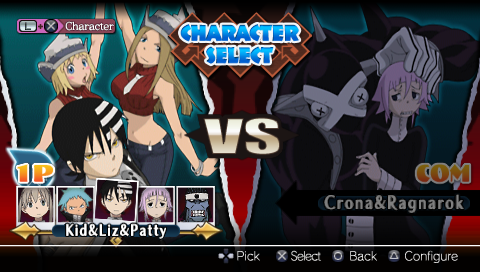 L + X Character
CHARACTER
SELECT
VS
1P
COM
Kid&Liz&Patty
Crona&Ragnarok
Pick Select Back Configure